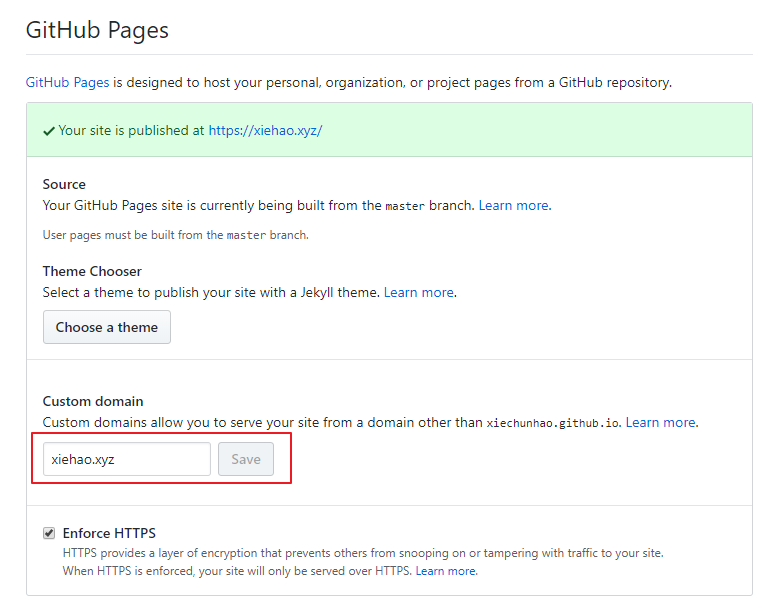 GitHub Pages
GitHub Pages is designed to host your personal, organization, or project pages from a GitHub repository.
Your site is published at https://xiehao.xyz/
Source
Your GitHub Pages site is currently being built from the master branch. Learn more.
User pages must be built from the master branch.
Theme Chooser
Select a theme to publish your site with a Jekyll theme. Learn more.
Choose a theme
Custom domain
Custom domains allow you to serve your site from a domain other than xiechunhao.github.io. Learn more.
xiehao.xyz Save
Enforce HTTPS
HTTPS provides a layer of encryption that prevents others from snooping on or tampering with traffic to your site.
When HTTPS is enforced, your site will only be served over HTTPS. Learn more.